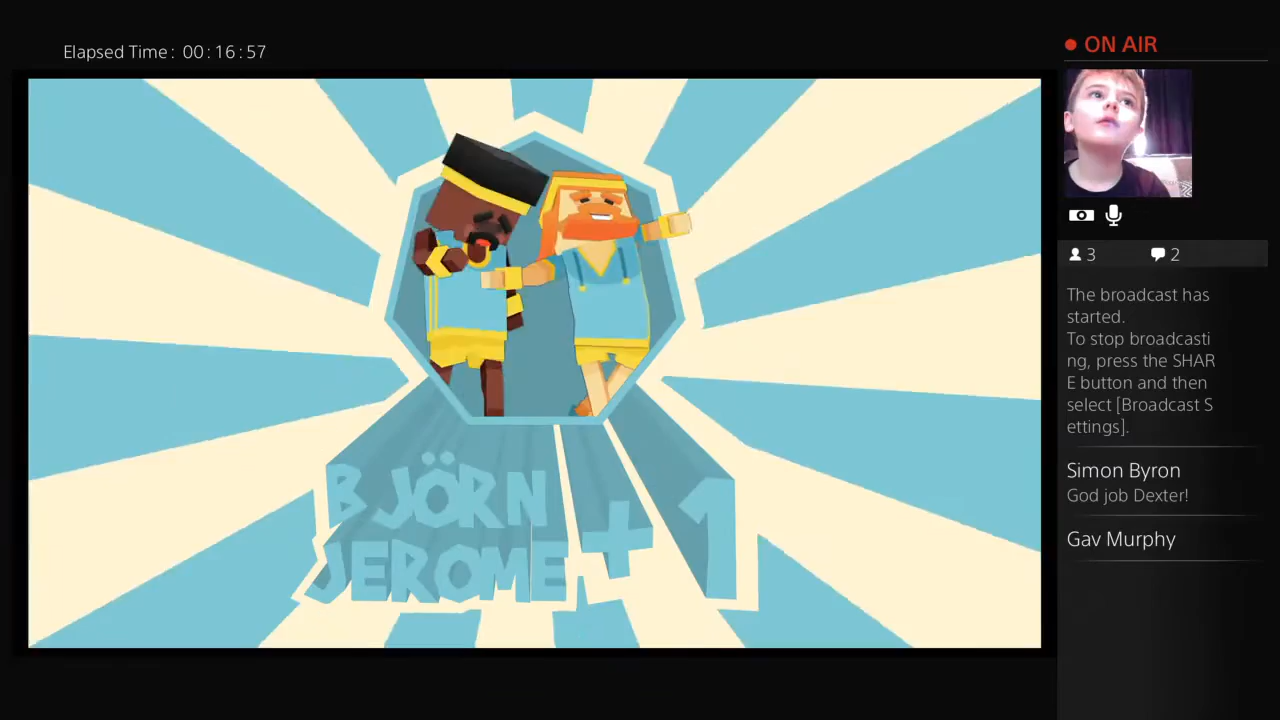 Elapsed Time: 00:16:57
ON AIR
3 2
The broadcast has
started.
To stop broadcasti
ng, press the SHAR
E button and then
select [Broadcast S
ettings].
Simon Byron
God job Dexter!
Gav Murphy
BJÖRN
JEROME +1